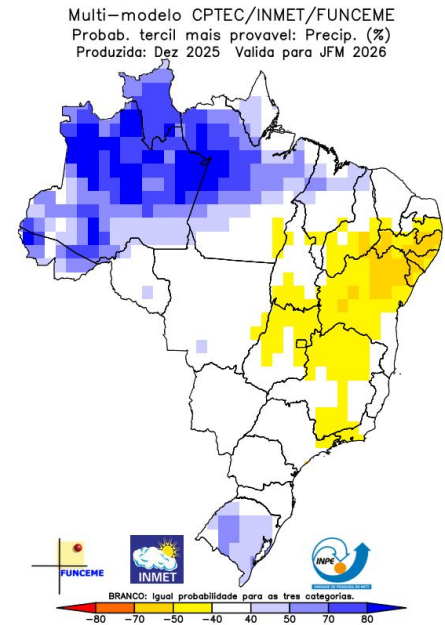 Multi-modelo CPTEC/INMET/FUNCEME
Probab. tercil mais provavel: Precip. (%)
Produzida: Dez 2025 Valida para JFM 2026
FUNCEME
INMET
INPE
BRANCO: Igual probabilidade para as tres categorias.
-80 -70 -50 -40 40 50 70 80